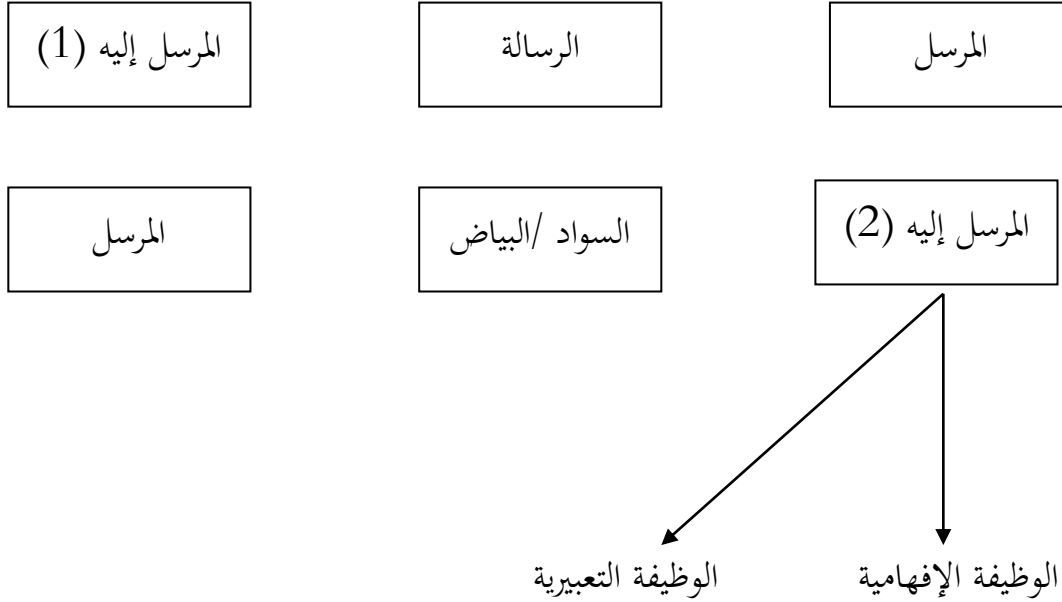 المرسل الرسالة المرسل إليه (1)
المرسل إليه (2) السواد /البياض المرسل
الوظيفة الإفهامية الوظيفة التعبيرية